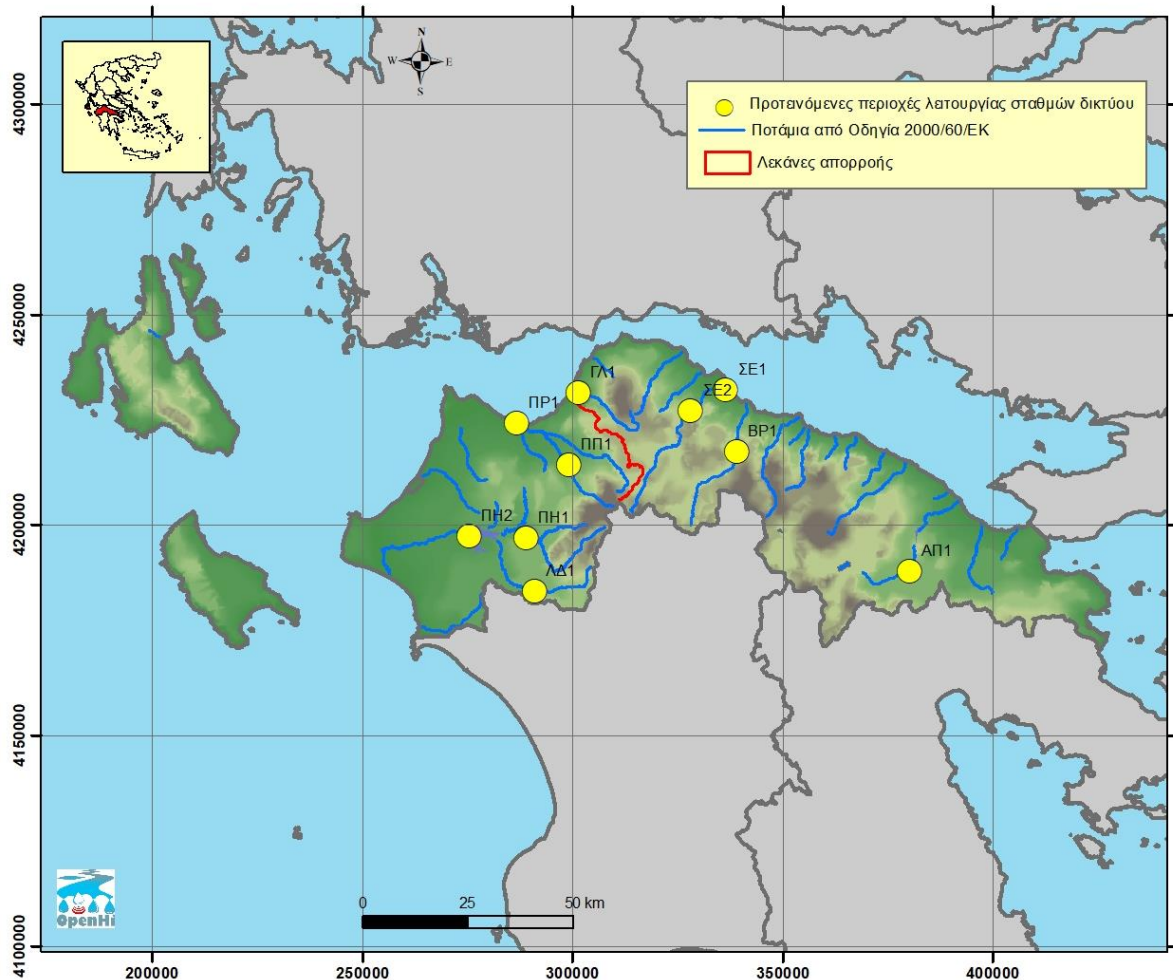 N
W E
S
Προτεινόμενες περιοχές λατουργίας σταθμών δικτύου
Ποτάμια από Οδηγία 2000/60/ΕΚ
Λεκάνες απορροής
4300000
4250000
4200000
4150000
4100000
ΓΛ1
ΣΕ1
ΣΕ2
ΠΡ1
ΒΡ1
ΠΠ1
ΠΗ2
ΠΗ1
ΛΔ1
ΑΠ1
OpenHi
0 25 50 km
200000 250000 300000 350000 400000